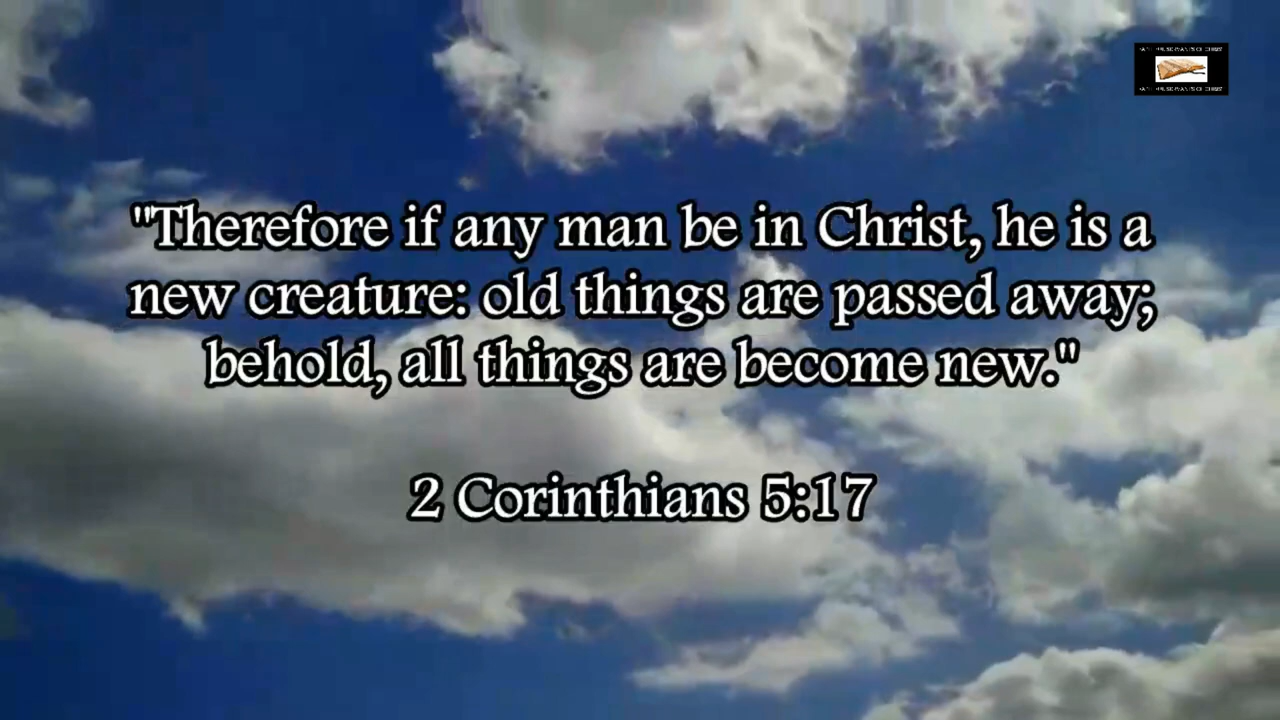 "Therefore if any man be in Christ, he is a
new creature: old things are passed away;
behold, all things are become new."
2 Corinthians 5:17